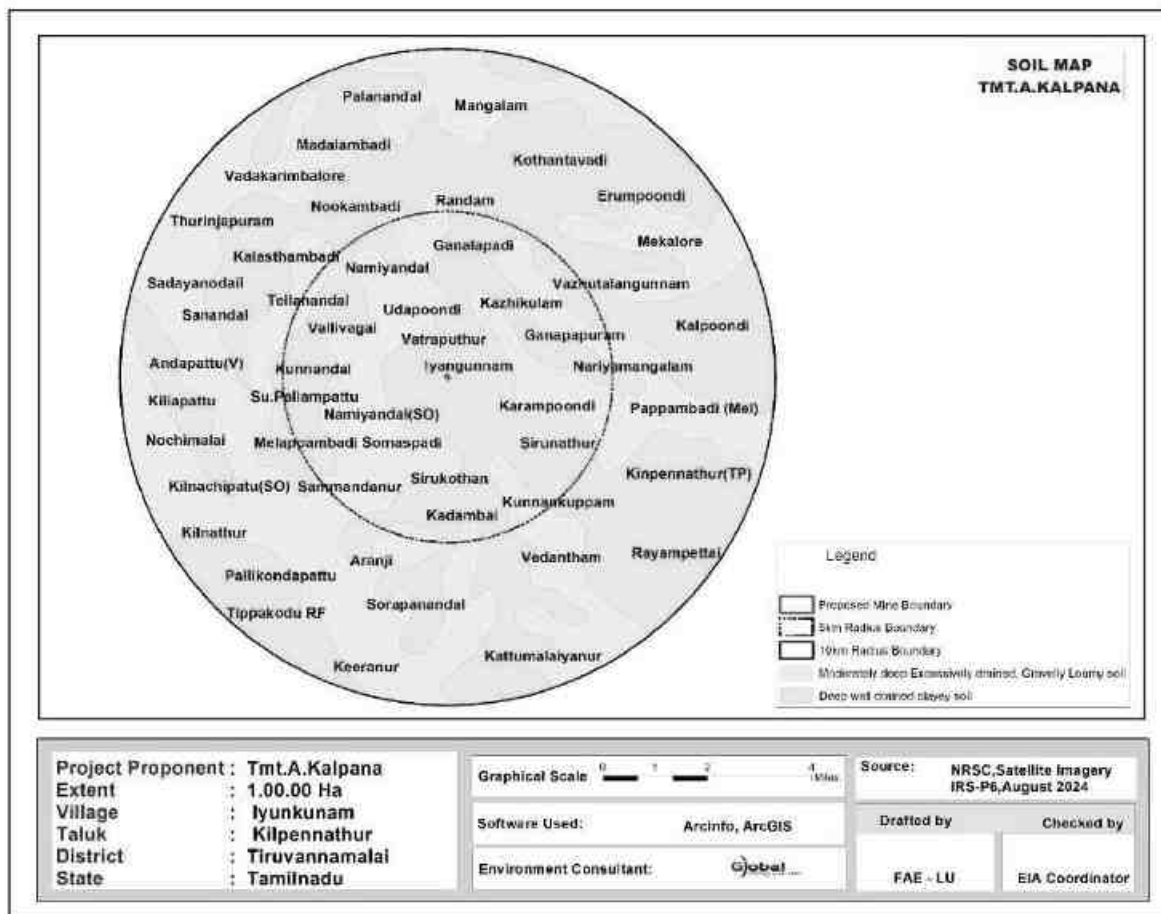 SOIL MAP
TMT.A.KALPANA
Palanandal
Mangalam
Madalambadi
Kothantavadi
Vadakarimbalore
Erumpoondi
Nookambadi
Randam
Thurinjapuram
Mekalore
Ganalapadi
Kalasthambadi
Namiyandal
Sadayanodail
Vazhutalangunnam
Tellanandal
Kazhikulam
Udapoondi
Sanandal
Vallivagai
Kalpoondi
Vatraputhur
Ganapapuram
Andapattu(V)
Kunnandal
Iyangunnam
Nariyamangalam
Kiliapattu
Su.Pallampattu
Namiyandal(SO)
Karampoondi
Pappambadi (Mel)
Nochimalai
Melappambadi Somaspadi
Sirunathur
Kinpennathur(TP)
Kilnachipatu(SO)
Sammandanur
Sirukothan
Kunnankuppam
Kadambai
Kilnathur
Aranji
Vedantham
Rayampettai
Pallikondapattu
Tippakodu RF
Sorapanandal
Keeranur
Kattumalaiyanur
Legend
Proposed Mine Boundary
5km Radius Boundary
10km Radius Boundary
Moderately deep Excessively drained, Gravelly Loamy soil
Deep well drained clayey soil
Project Proponent : Tmt.A.Kalpana
Extent : 1.00.00 Ha
Village : Iyunkunam
Taluk : Kilpennathur
District : Tiruvannamalai
State : Tamilnadu
Graphical Scale 0 1 2 4
Miles
Software Used: Arcinfo, ArcGIS
Environment Consultant: Global
Source: NRSC,Satellite Imagery
IRS-P6,August 2024
Drafted by Checked by
FAE - LU EIA Coordinator